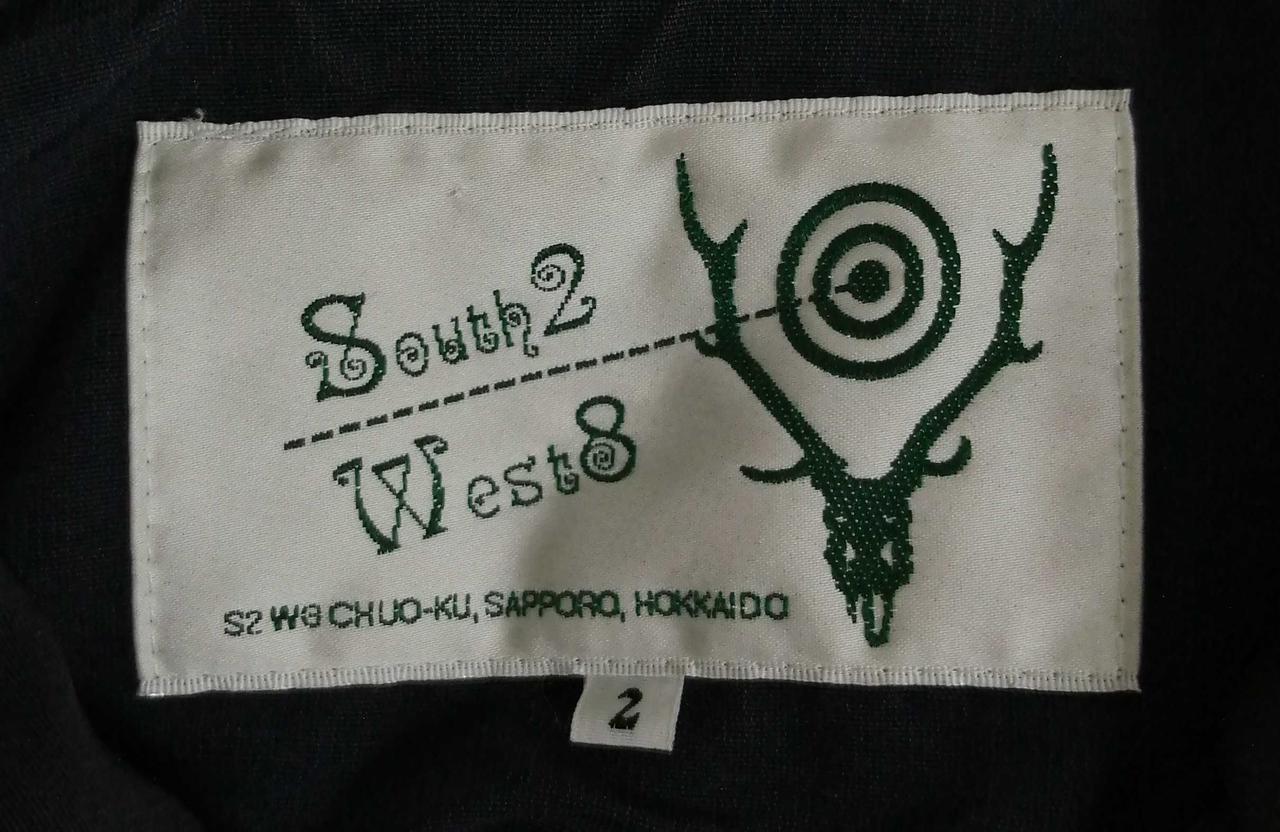 South2
West8
S2 W8 CHUO-KU, SAPPORO, HOKKAIDO
2